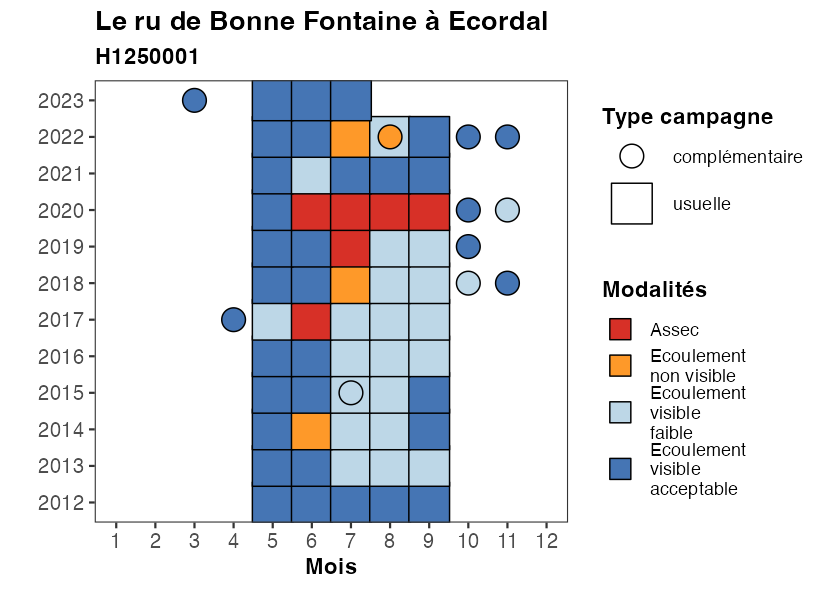 Le ru de Bonne Fontaine à Ecordal
H1250001
2023
2022
2021
2020
2019
2018
2017
2016
2015
2014
2013
2012
1 2 3 4 5 6 7 8 9 10 11 12
Mois
Type campagne
complémentaire
usuelle
Modalités
Assec
Ecoulement
non visible
Ecoulement
visible
faible
Ecoulement
visible
acceptable